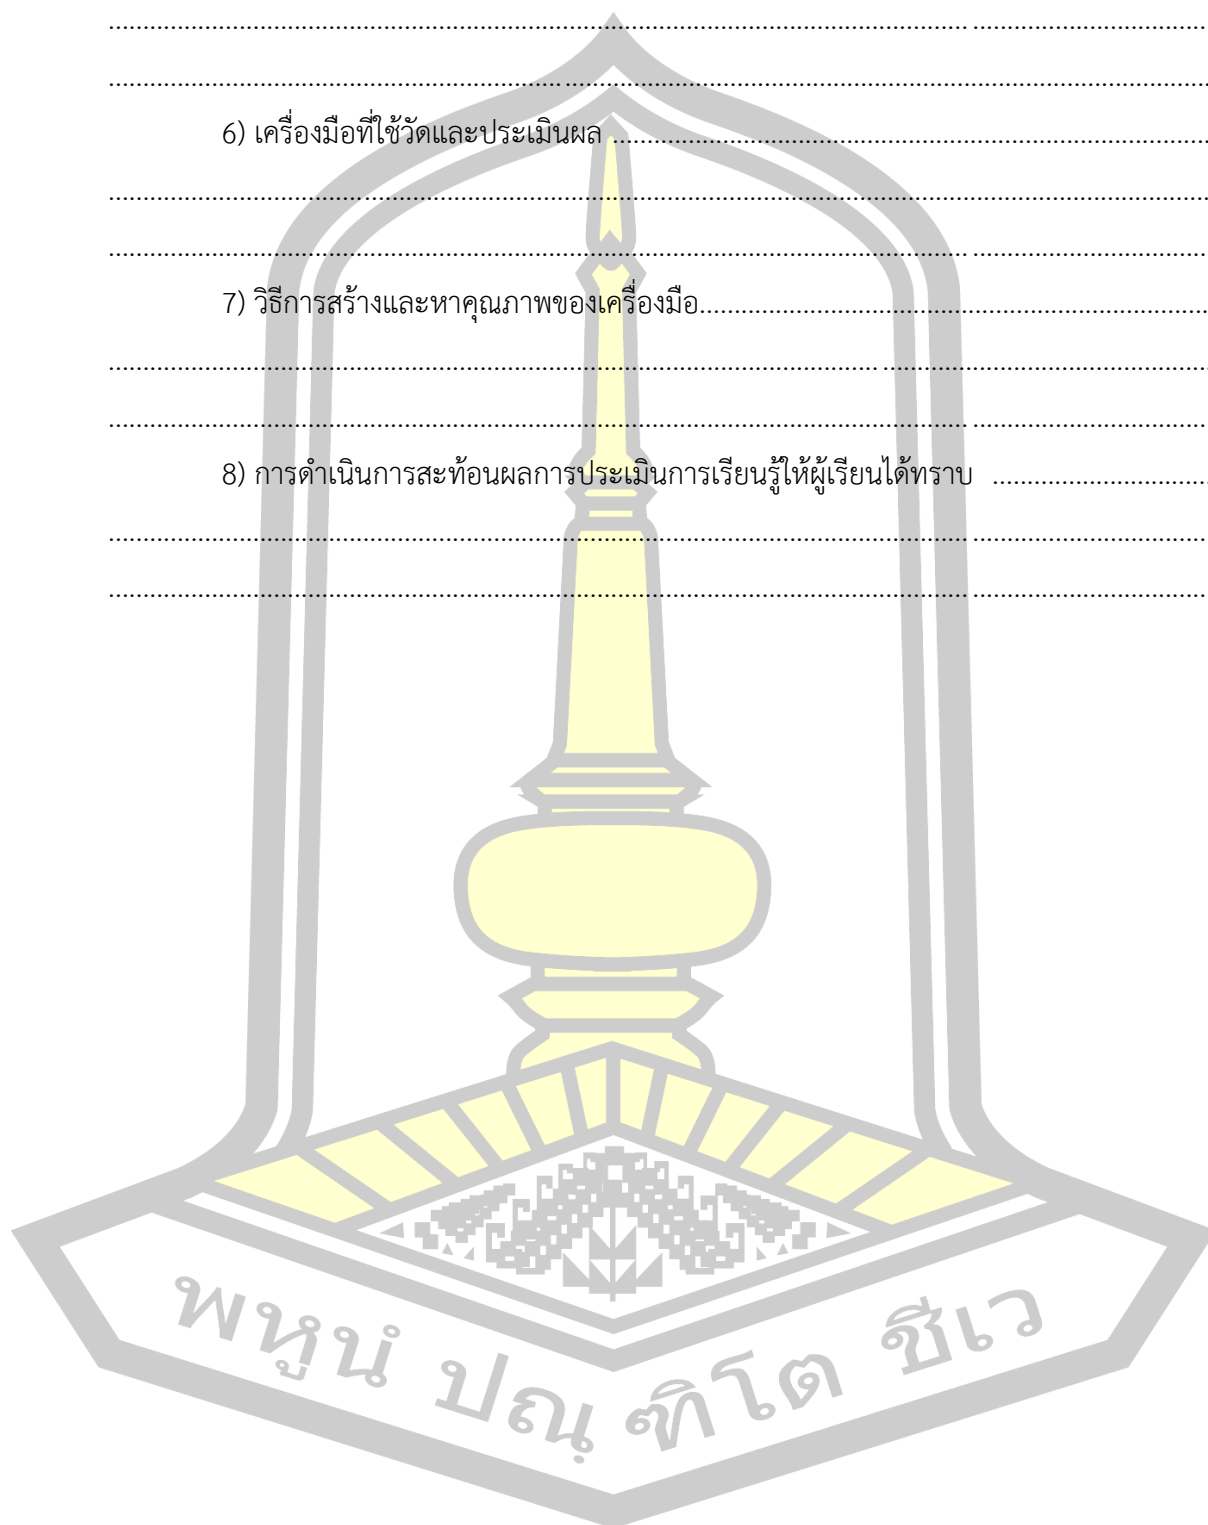 ................................................................................................................................................................
................................................................................................................................................................
6) เครื่องมือที่ใช้วัดและประเมินผล ........................................................................................
................................................................................................................................................................
................................................................................................................................................................
7) วิธีการสร้างและหาคุณภาพของเครื่องมือ...........................................................................
................................................................................................................................................................
................................................................................................................................................................
8) การดำเนินการสะท้อนผลการประเมินการเรียนรู้ให้ผู้เรียนได้ทราบ ................................
................................................................................................................................................................
................................................................................................................................................................
พหูนํ ปณฺฑิโต ชีเว